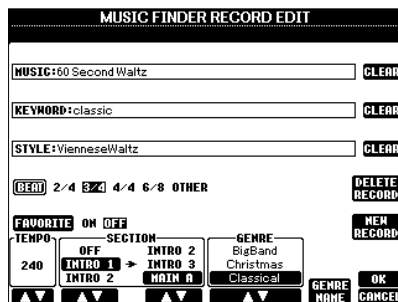 MUSIC FINDER RECORD EDIT
MUSIC:60 Second Waltz CLEAR
KEYWORD:classic CLEAR
STYLE:VienneseWaltz CLEAR
BEAT 2/4 3/4 4/4 6/8 OTHER
DELETE RECORD
FAVORITE ON OFF
NEW RECORD
TEMPO SECTION GENRE
OFF INTRO 2 BigBand
240 INTRO 1 → INTRO 3 Christmas
INTRO 2 MAIN A Classical
GENRE NAME
OK
CANCEL